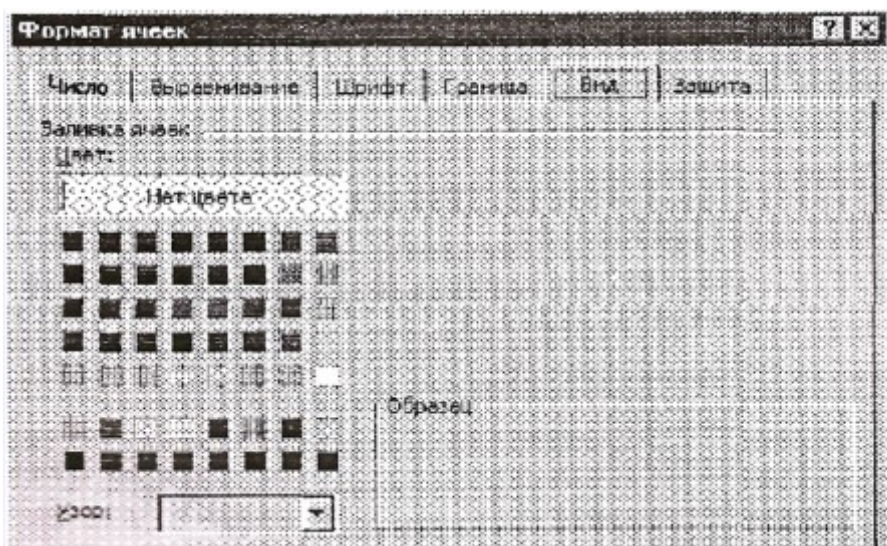 Формат ячеек
Число Выравнивание Шрифт Граница Вид Защита
Заливка ячеек
Цвет:
Нет цвета
Образец
Узор: